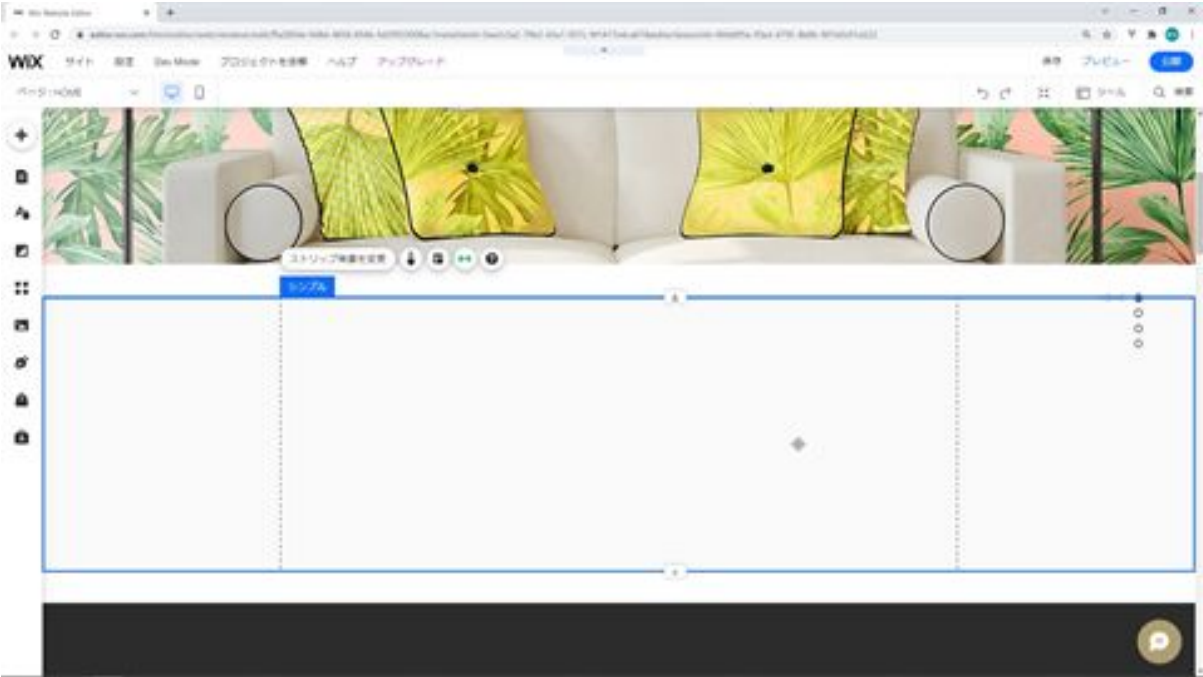 Wix Website Editor
WiX サイト 設定 Dev Mode プロジェクトを依頼 ヘルプ アップグレード 保存 プレビュー 公開
ページ : HOME ツール 検索
ストリップ背景を変更
シンプル